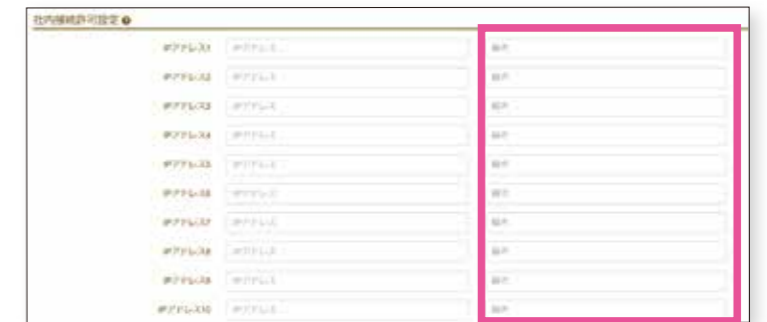 社内接続許可設定 ?
IPアドレス1 IPアドレス 備考
IPアドレス2 IPアドレス 備考
IPアドレス3 IPアドレス 備考
IPアドレス4 IPアドレス 備考
IPアドレス5 IPアドレス 備考
IPアドレス6 IPアドレス 備考
IPアドレス7 IPアドレス 備考
IPアドレス8 IPアドレス 備考
IPアドレス9 IPアドレス 備考
IPアドレス10 IPアドレス 備考